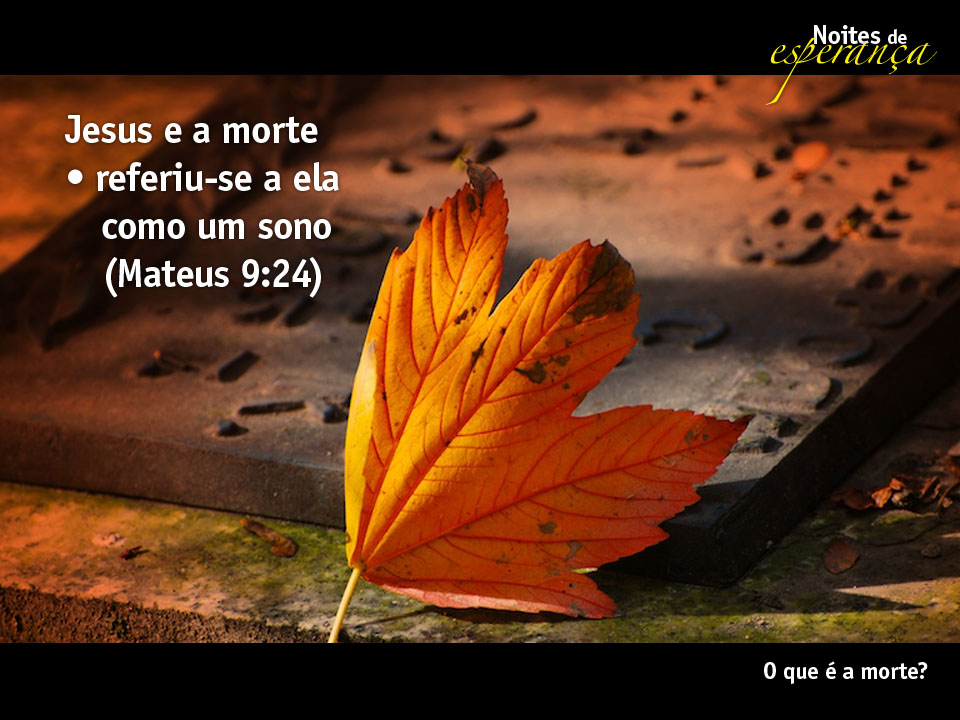 Noites de
esperança
Jesus e a morte
• referiu-se a ela
como um sono
(Mateus 9:24)
O que é a morte?